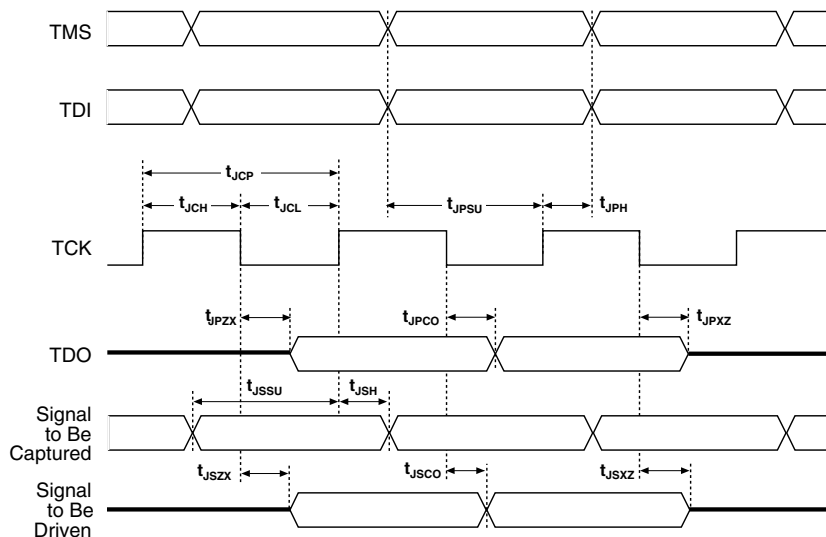 TMS
TDI
tJCP
tJCH
tJCL
tJPSU
tJPH
TCK
tJPZX
tJPCO
tJPXZ
TDO
tJSSU
tJSH
Signal
to Be
Captured
tJSZX
tJSCO
tJSXZ
Signal
to Be
Driven